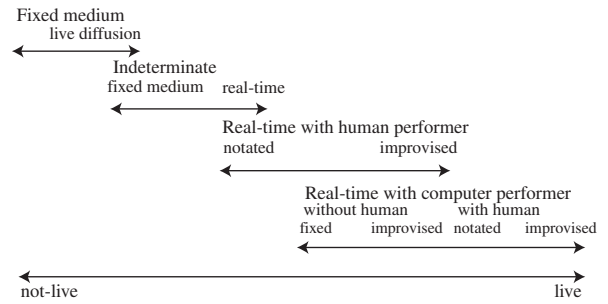 Fixed medium
live diffusion
Indeterminate
fixed medium real-time
Real-time with human performer
notated improvised
Real-time with computer performer
without human with human
fixed improvised notated improvised
not-live live